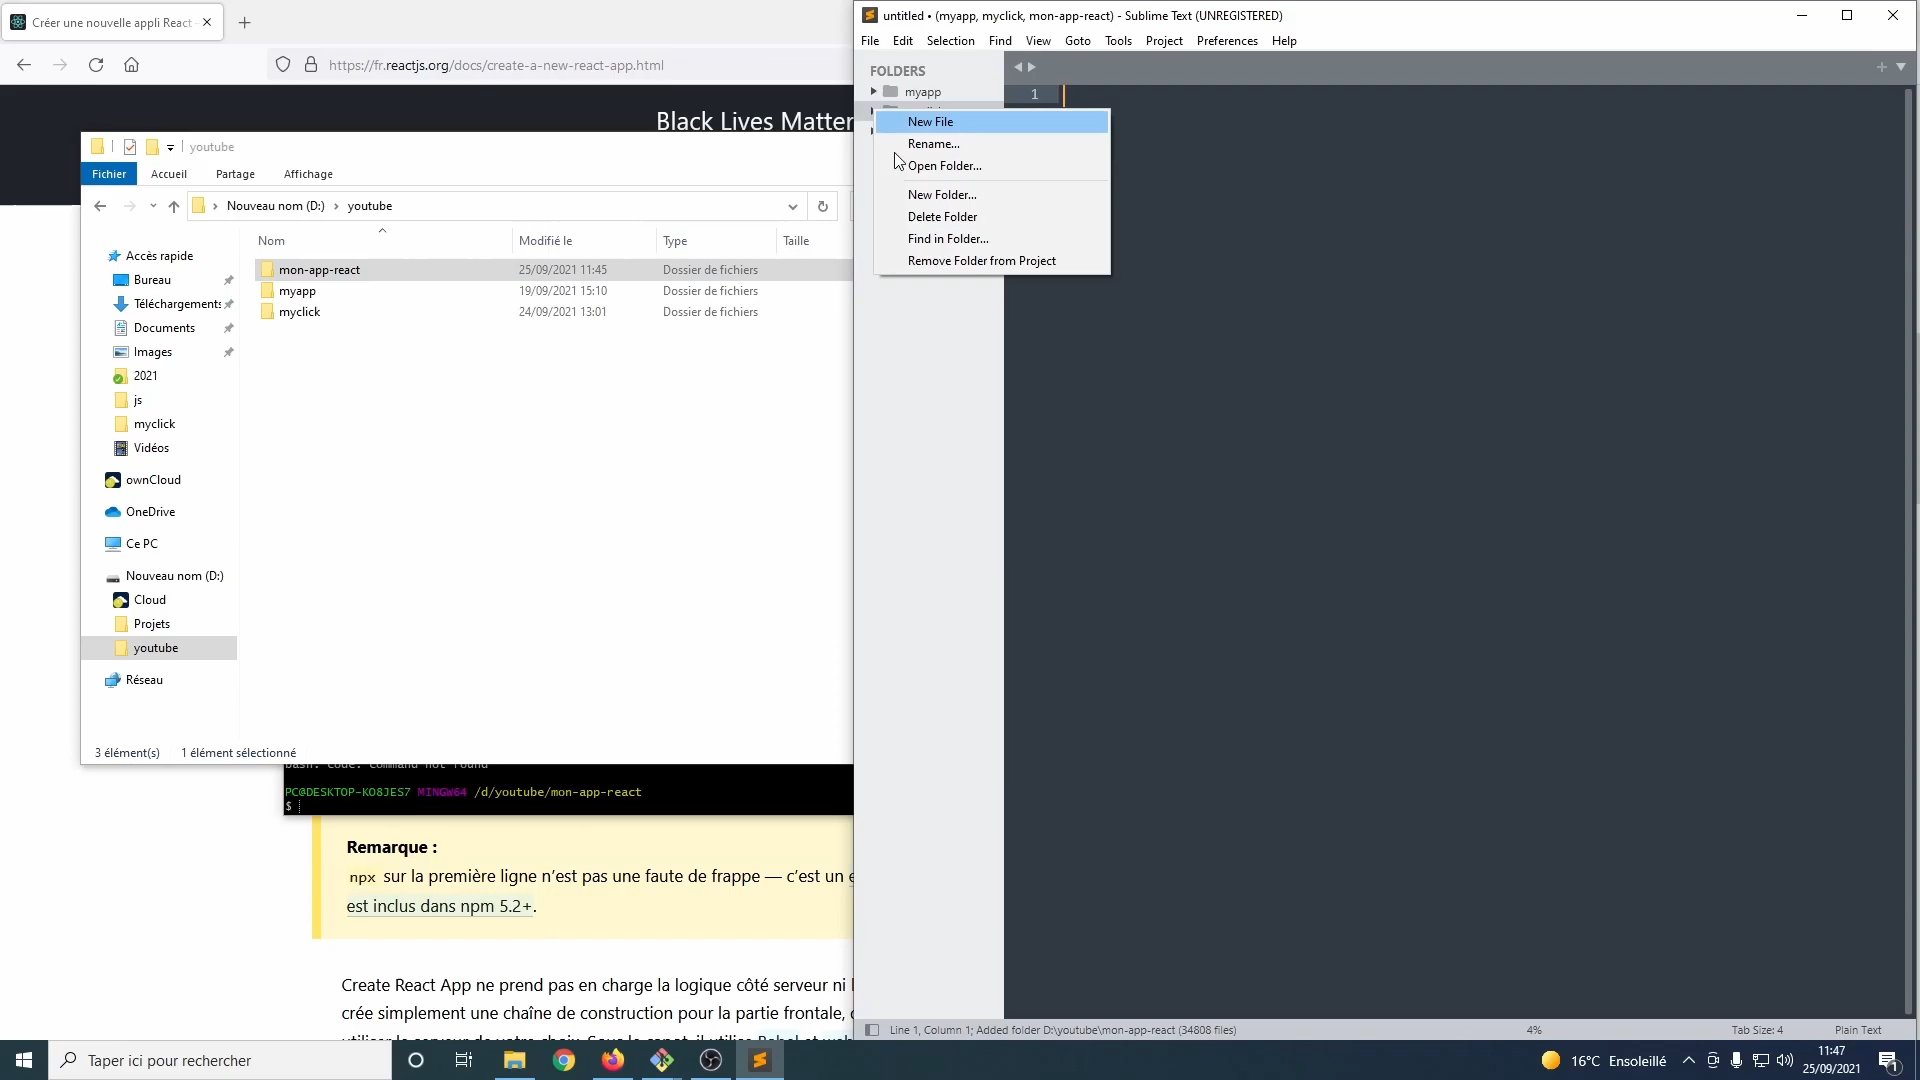 Créer une nouvelle appli React
https://fr.reactjs.org/docs/create-a-new-react-app.html
Black Lives Matter
youtube
Fichier
Accueil
Partage
Affichage
Nouveau nom (D:)
youtube
Nom
Modifié le
Type
Taille
mon-app-react
25/09/2021 11:45
Dossier de fichiers
myapp
19/09/2021 15:10
Dossier de fichiers
myclick
24/09/2021 13:01
Dossier de fichiers
Accès rapide
Bureau
Téléchargements
Documents
Images
2021
js
myclick
Vidéos
ownCloud
OneDrive
Ce PC
Nouveau nom (D:)
Cloud
Projets
youtube
Réseau
3 élément(s)
1 élément sélectionné
bash: code: command not found
PC@DESKTOP-KO8JES7 MINGW64 /d/youtube/mon-app-react
$
Remarque :
npx sur la première ligne n’est pas une faute de frappe — c’est un
est inclus dans npm 5.2+.
Create React App ne prend pas en charge la logique côté serveur ni
crée simplement une chaîne de construction pour la partie frontale,
untitled • (myapp, myclick, mon-app-react) - Sublime Text (UNREGISTERED)
File
Edit
Selection
Find
View
Goto
Tools
Project
Preferences
Help
FOLDERS
myapp
1
New File
Rename...
Open Folder...
New Folder...
Delete Folder
Find in Folder...
Remove Folder from Project
Line 1, Column 1; Added folder D:\youtube\mon-app-react (34808 files)
4%
Tab Size: 4
Plain Text
Taper ici pour rechercher
16°C Ensoleillé
11:47
25/09/2021
1